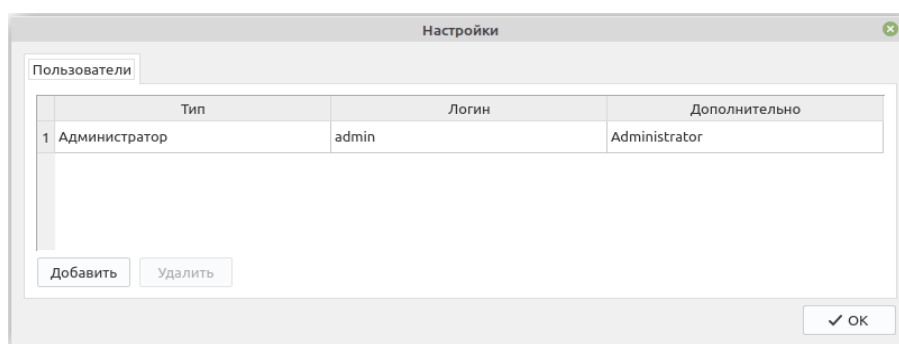 Настройки
Пользователи
Тип Логин Дополнительно
1 Администратор admin Administrator
Добавить Удалить
OK